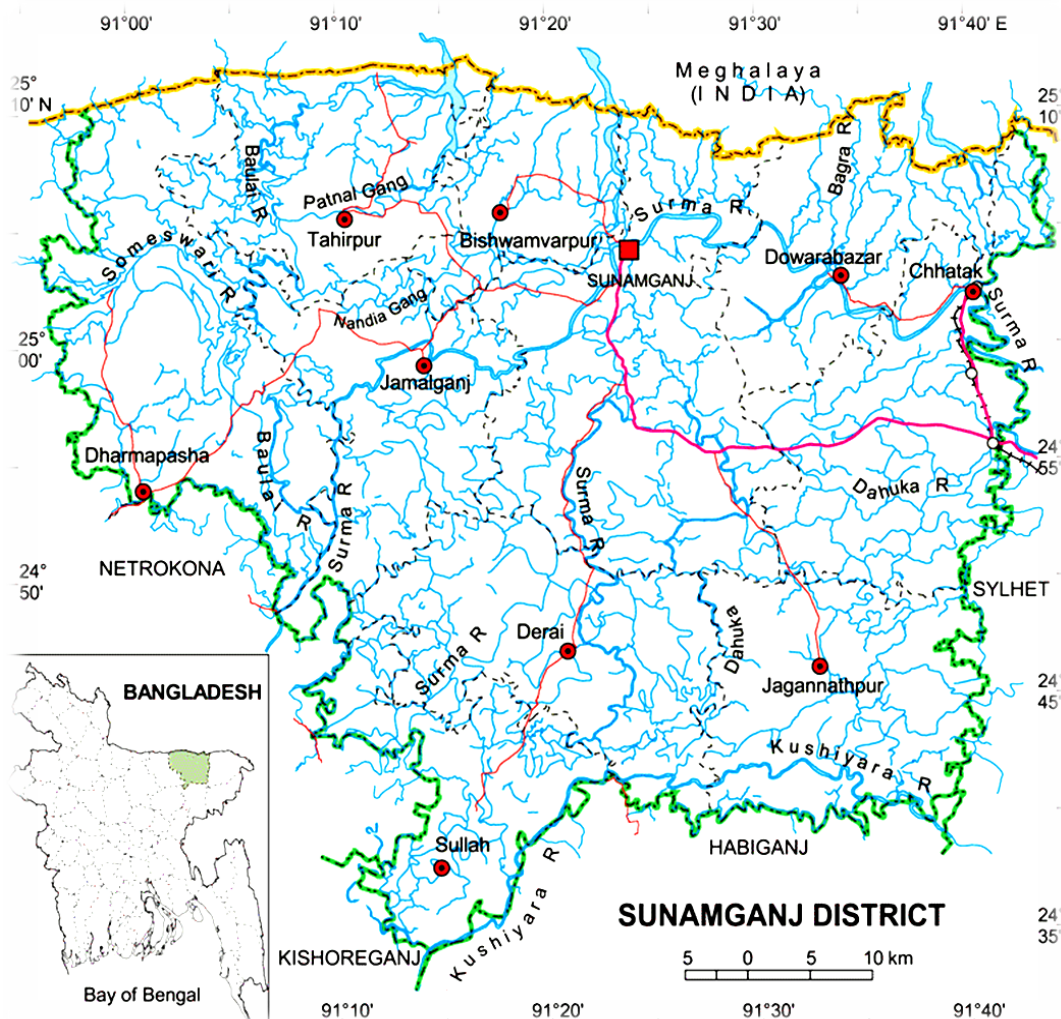 91°00' 91°10' 91°20' 91°30' 91°40' E
25°
10' N
Meghalaya
(I N D I A)
25°
10'
Baulai R
Patnal Gang
Bagra R
Surma R
Tahirpur
Bishwamvarpur
Someswari R
SUNAMGANJ
Dowarabazar
Chhatak
Surma R
Nandia Gang
25°
00'
Jamalganj
Dharmapasha
Baulai R
Surma R
Surma R
24°
55'
Dahuka R
NETROKONA
24°
50'
SYLHET
Derai
Surma R
Dahuka
Jagannathpur
24°
45'
BANGLADESH
Kushiyara R
Sullah
HABIGANJ
Kushiyara R
SUNAMGANJ DISTRICT
24°
35'
KISHOREGANJ
5 0 5 10 km
Bay of Bengal
91°10' 91°20' 91°30' 91°40'